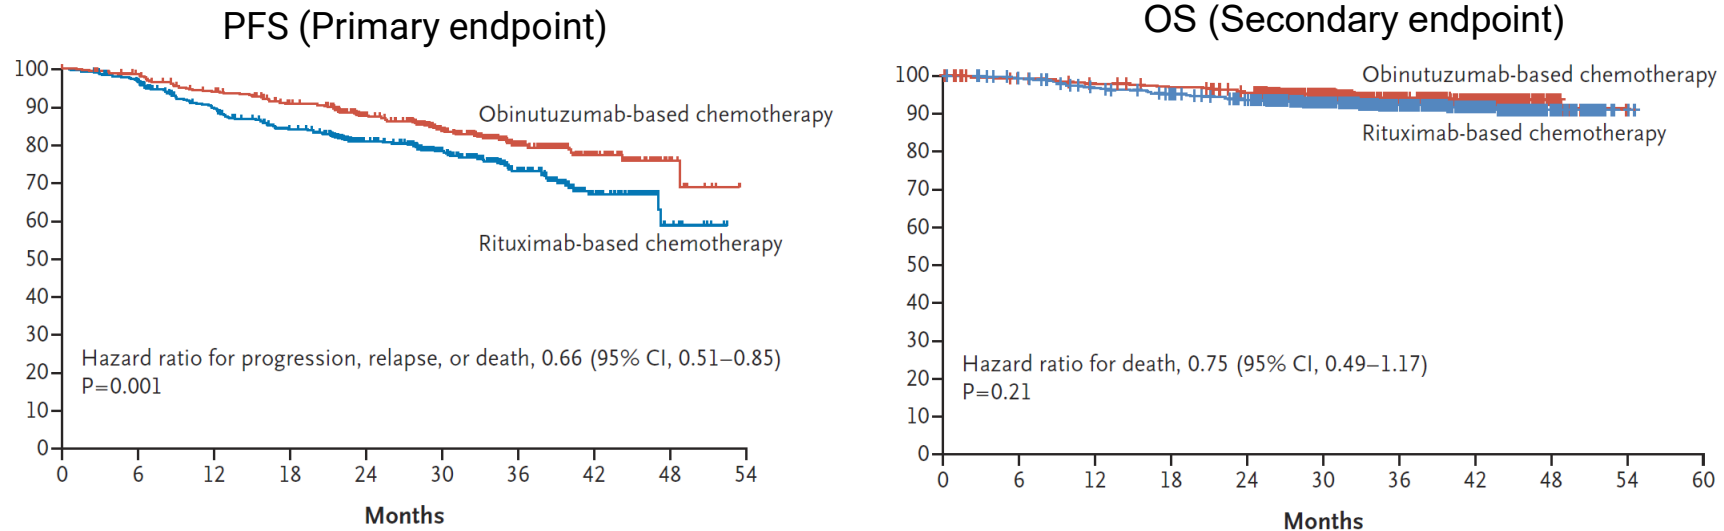 PFS (Primary endpoint)
100
90
80
70
60
50
40
30
20
10
0
Obinutuzumab-based chemotherapy
Rituximab-based chemotherapy
Hazard ratio for progression, relapse, or death, 0.66 (95% CI, 0.51–0.85)
P=0.001
0 6 12 18 24 30 36 42 48 54
Months
OS (Secondary endpoint)
100
90
80
70
60
50
40
30
20
10
0
Obinutuzumab-based chemotherapy
Rituximab-based chemotherapy
Hazard ratio for death, 0.75 (95% CI, 0.49–1.17)
P=0.21
0 6 12 18 24 30 36 42 48 54 60
Months